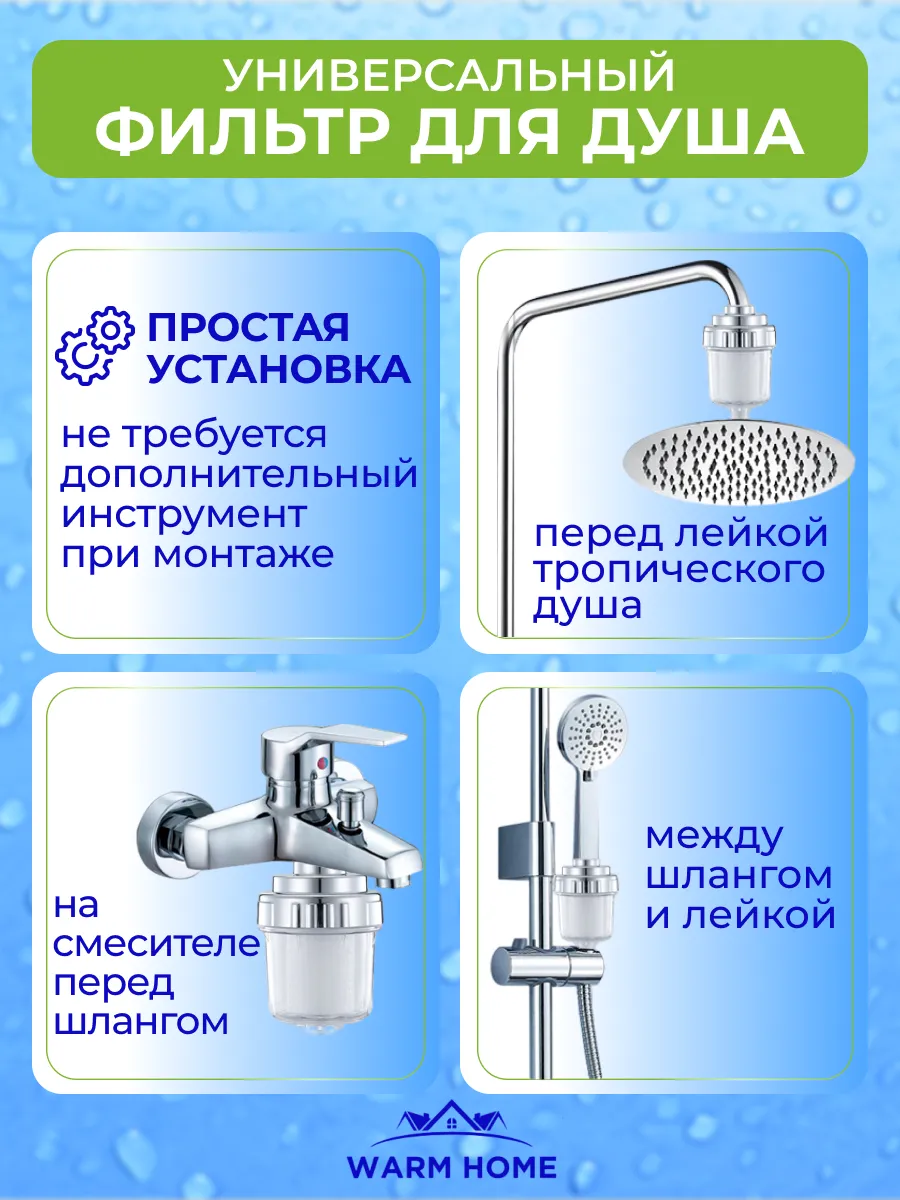 УНИВЕРСАЛЬНЫЙ
ФИЛЬТР ДЛЯ ДУША
ПРОСТАЯ
УСТАНОВКА
не требуется
дополнительный
инструмент
при монтаже
перед лейкой
тропического
душа
на
смесителе
перед
шлангом
между
шлангом
и лейкой
WARM HOME